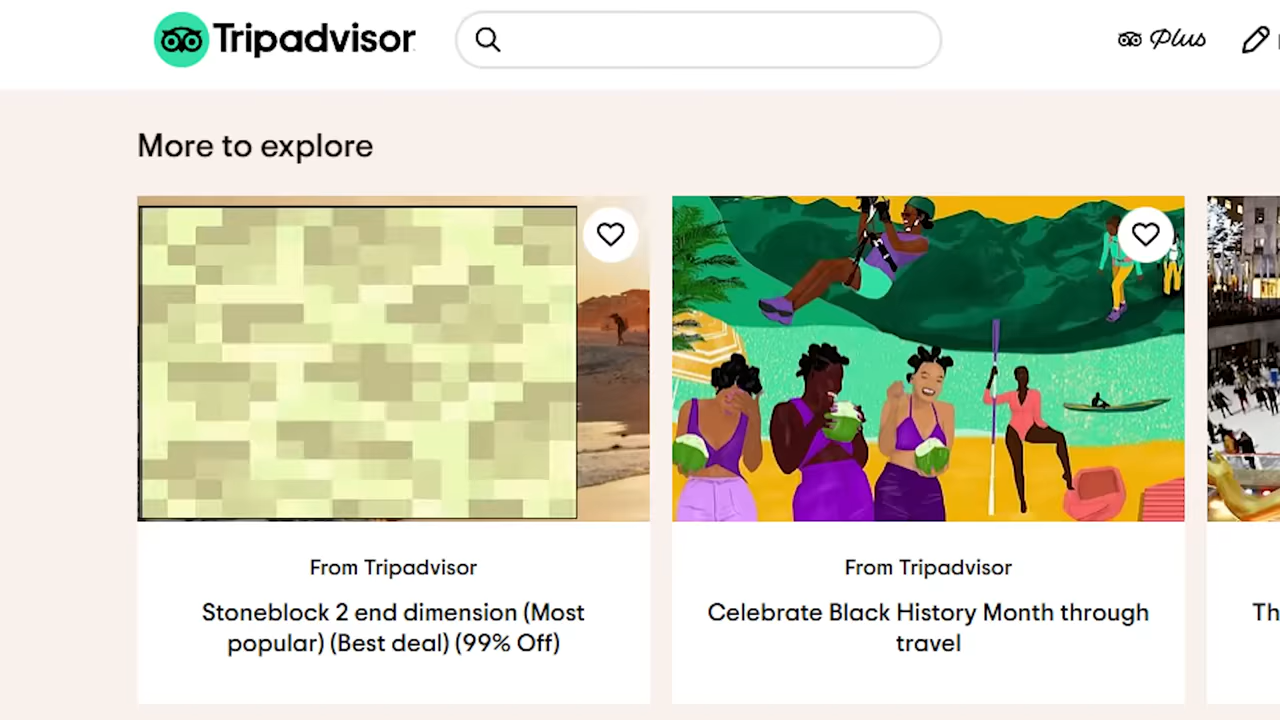 Tripadvisor
Plus
More to explore
From Tripadvisor
Stoneblock 2 end dimension (Most
popular) (Best deal) (99% Off)
From Tripadvisor
Celebrate Black History Month through
travel
Th